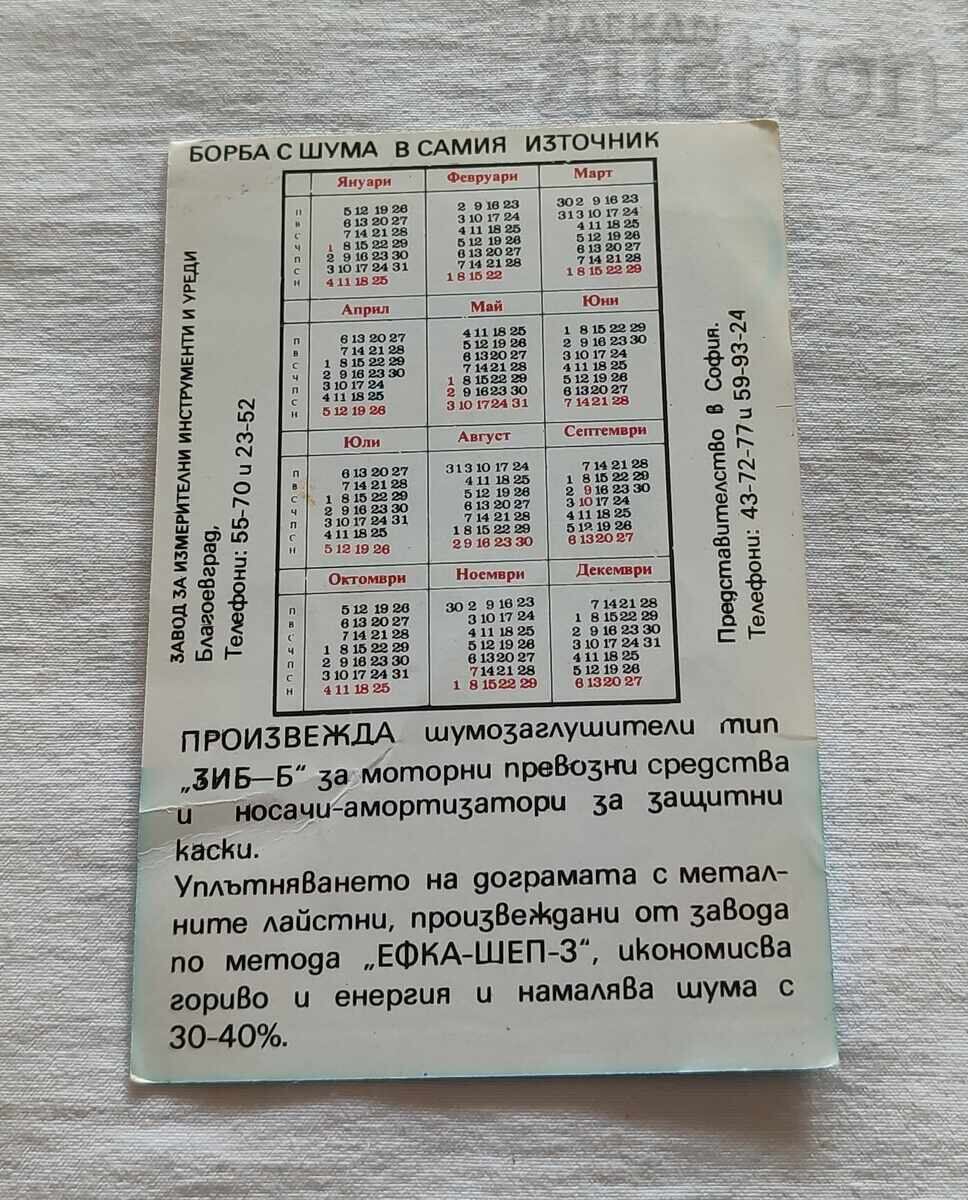 БАЛКАН
auction
БОРБА С ШУМА В САМИЯ ИЗТОЧНИК
ЗАВОД ЗА ИЗМЕРИТЕЛНИ ИНСТРУМЕНТИ И УРЕДИ
Благоевград,
Телефони: 55-70 и 23-52
Януари Февруари Март
П 5 12 19 26 2 9 16 23 30 2 9 16 23
В 6 13 20 27 3 10 17 24 31 3 10 17 24
С 7 14 21 28 4 11 18 25 4 11 18 25
Ч 1 8 15 22 29 5 12 19 26 5 12 19 26
П 2 9 16 23 30 6 13 20 27 6 13 20 27
С 3 10 17 24 31 7 14 21 28 7 14 21 28
Н 4 11 18 25 1 8 15 22 1 8 15 22 29
Април Май Юни
П 6 13 20 27 4 11 18 25 1 8 15 22 29
В 7 14 21 28 5 12 19 26 2 9 16 23 30
С 1 8 15 22 29 6 13 20 27 3 10 17 24
Ч 2 9 16 23 30 7 14 21 28 4 11 18 25
П 3 10 17 24 1 8 15 22 29 5 12 19 26
С 4 11 18 25 2 9 16 23 30 6 13 20 27
Н 5 12 19 26 3 10 17 24 31 7 14 21 28
Юли Август Септември
П 6 13 20 27 31 3 10 17 24 7 14 21 28
В 7 14 21 28 4 11 18 25 1 8 15 22 29
С 1 8 15 22 29 5 12 19 26 2 9 16 23 30
Ч 2 9 16 23 30 6 13 20 27 3 10 17 24
П 3 10 17 24 31 7 14 21 28 4 11 18 25
С 4 11 18 25 1 8 15 22 29 5 12 19 26
Н 5 12 19 26 2 9 16 23 30 6 13 20 27
Октомври Ноември Декември
П 5 12 19 26 30 2 9 16 23 7 14 21 28
В 6 13 20 27 3 10 17 24 1 8 15 22 29
С 7 14 21 28 4 11 18 25 2 9 16 23 30
Ч 1 8 15 22 29 5 12 19 26 3 10 17 24 31
П 2 9 16 23 30 6 13 20 27 4 11 18 25
С 3 10 17 24 31 7 14 21 28 5 12 19 26
Н 4 11 18 25 1 8 15 22 29 6 13 20 27
Представителство в София.
Телефони: 43-72-77 и 59-93-24
ПРОИЗВЕЖДА шумозаглушители тип
„ЗИБ—Б“ за моторни превозни средства
и носачи-амортизатори за защитни
каски.
Уплътняването на дограмата с метал-
ните лайстни, произвеждани от завода
по метода „ЕФКА-ШЕП-З“, икономисва
гориво и енергия и намалява шума с
30-40%.